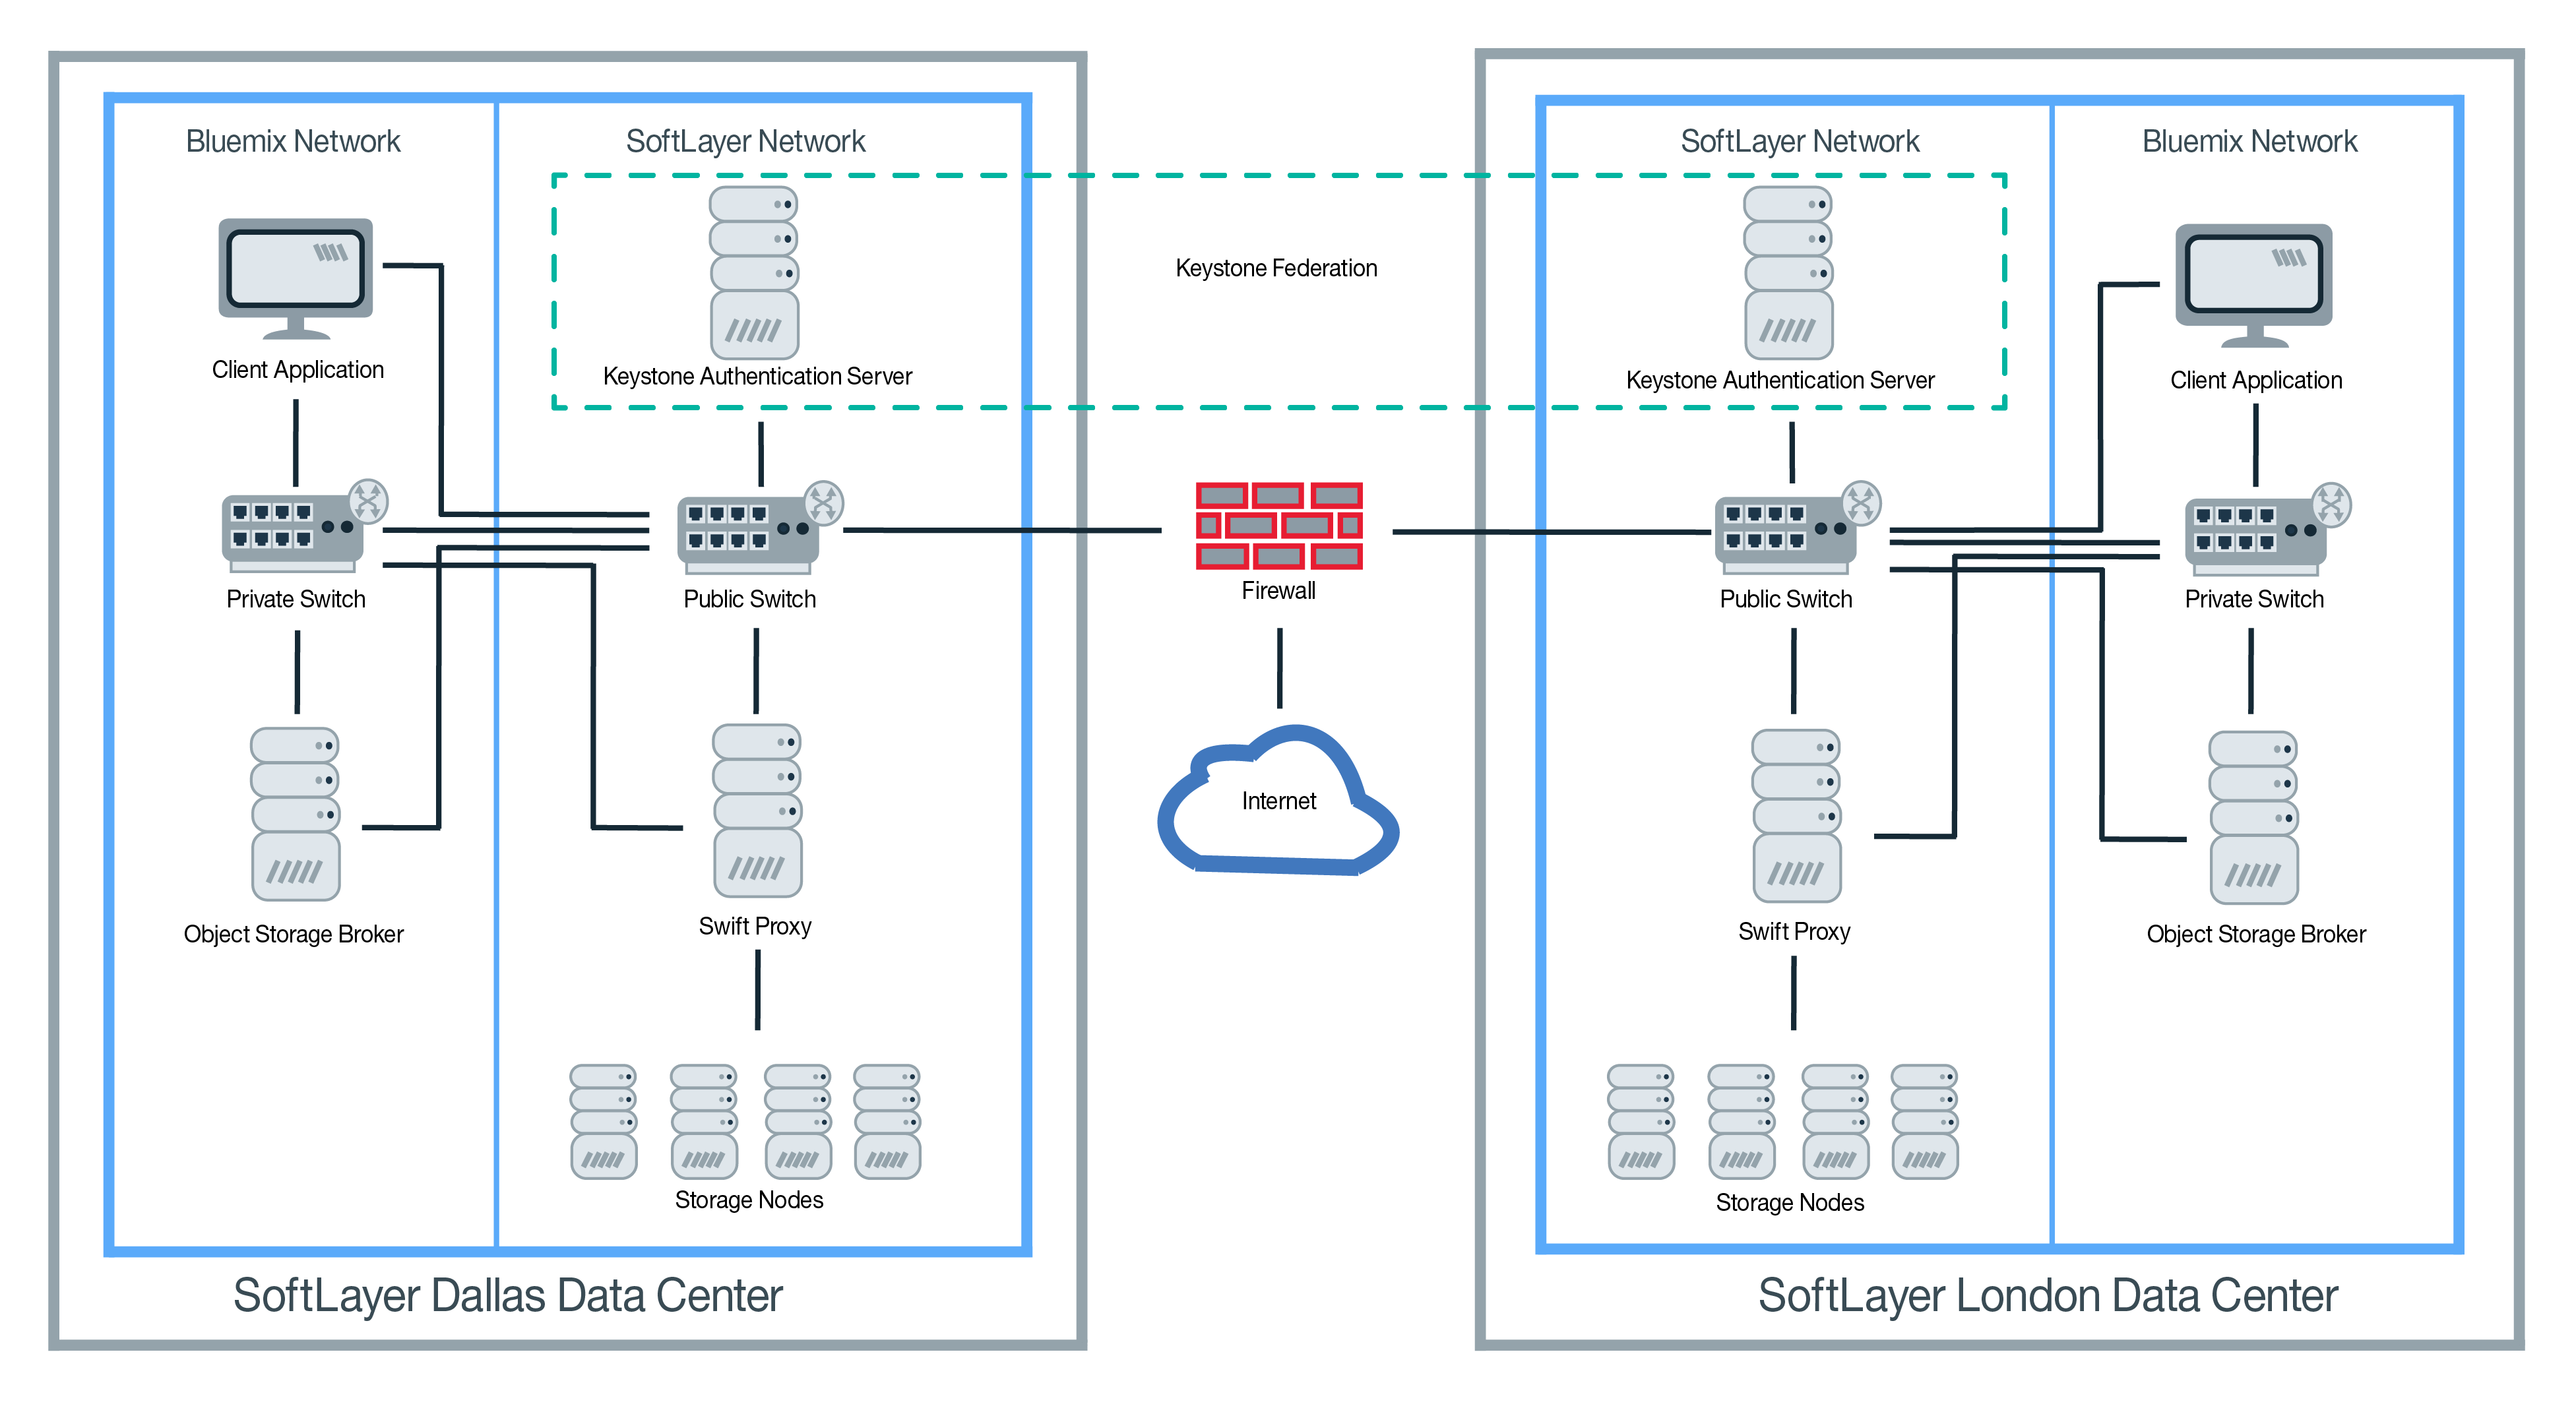 Bluemix Network
SoftLayer Network
SoftLayer Network
Bluemix Network
Keystone Federation
Client Application
Keystone Authentication Server
Keystone Authentication Server
Client Application
Private Switch
Public Switch
Firewall
Public Switch
Private Switch
Internet
Object Storage Broker
Swift Proxy
Swift Proxy
Object Storage Broker
Storage Nodes
Storage Nodes
SoftLayer Dallas Data Center
SoftLayer London Data Center